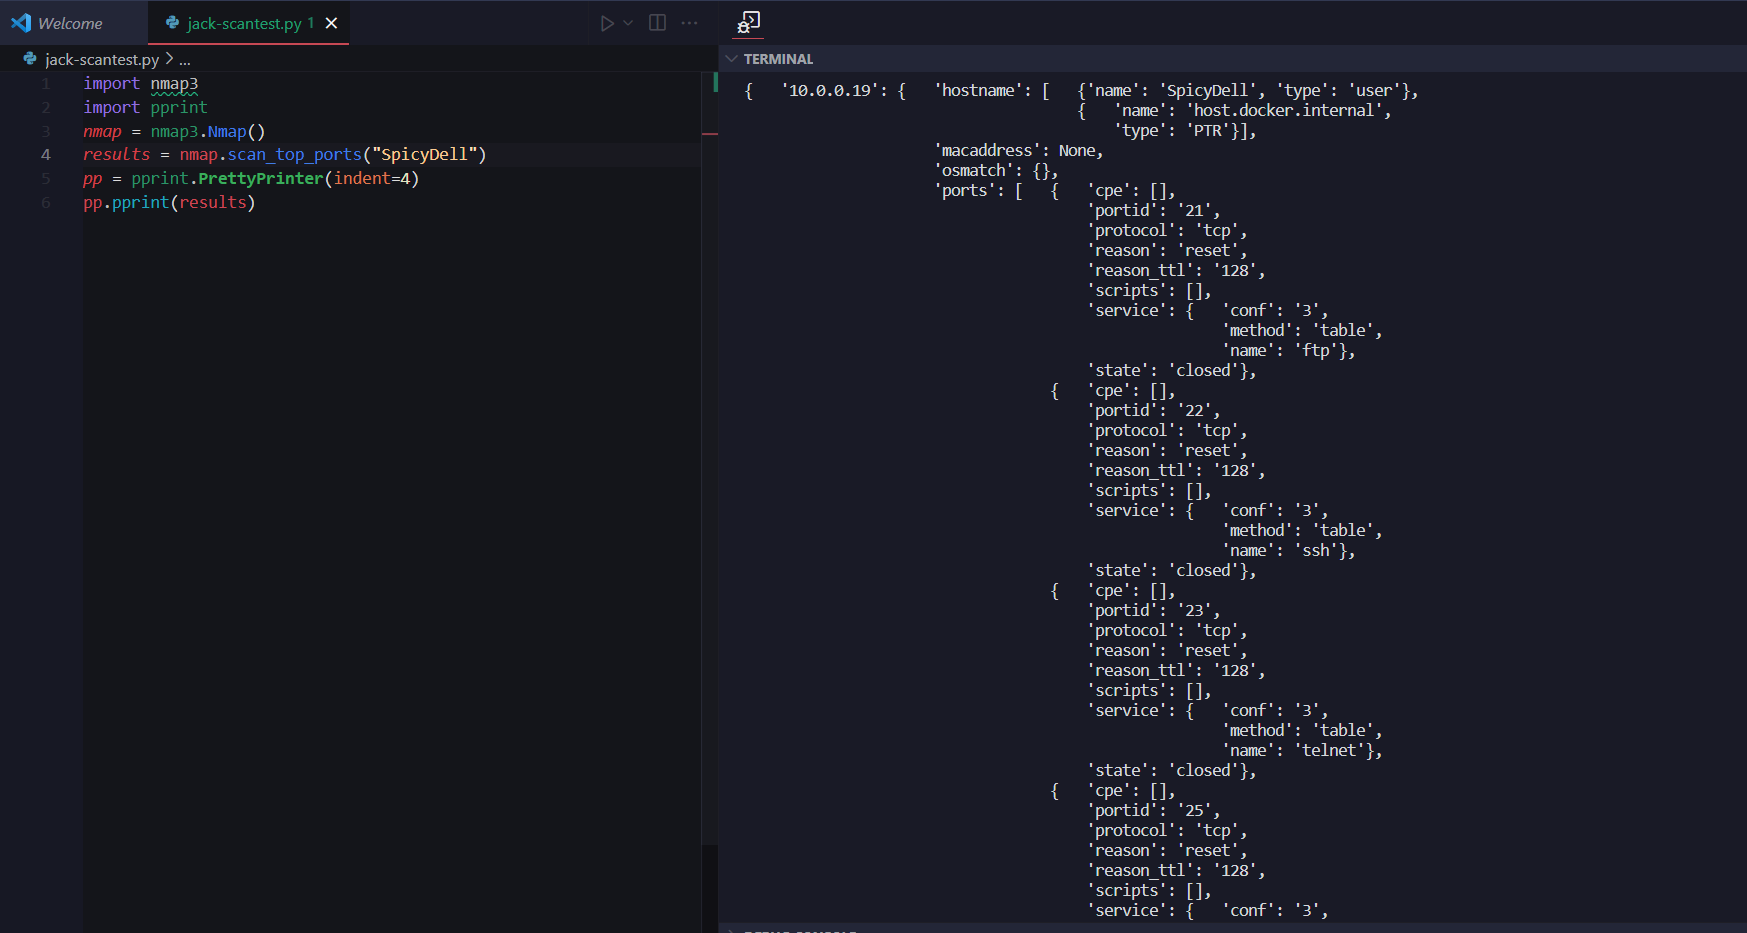 Welcome
jack-scantest.py 1
jack-scantest.py > ...
1 import nmap3
2 import pprint
3 nmap = nmap3.Nmap()
4 results = nmap.scan_top_ports("SpicyDell")
5 pp = pprint.PrettyPrinter(indent=4)
6 pp.pprint(results)
TERMINAL
{ '10.0.0.19': { 'hostname': [ {'name': 'SpicyDell', 'type': 'user'},
{ 'name': 'host.docker.internal',
'type': 'PTR'}],
'macaddress': None,
'osmatch': {},
'ports': [ { 'cpe': [],
'portid': '21',
'protocol': 'tcp',
'reason': 'reset',
'reason_ttl': '128',
'scripts': [],
'service': { 'conf': '3',
'method': 'table',
'name': 'ftp'},
'state': 'closed'},
{ 'cpe': [],
'portid': '22',
'protocol': 'tcp',
'reason': 'reset',
'reason_ttl': '128',
'scripts': [],
'service': { 'conf': '3',
'method': 'table',
'name': 'ssh'},
'state': 'closed'},
{ 'cpe': [],
'portid': '23',
'protocol': 'tcp',
'reason': 'reset',
'reason_ttl': '128',
'scripts': [],
'service': { 'conf': '3',
'method': 'table',
'name': 'telnet'},
'state': 'closed'},
{ 'cpe': [],
'portid': '25',
'protocol': 'tcp',
'reason': 'reset',
'reason_ttl': '128',
'scripts': [],
'service': { 'conf': '3',
DEBUG CONSOLE